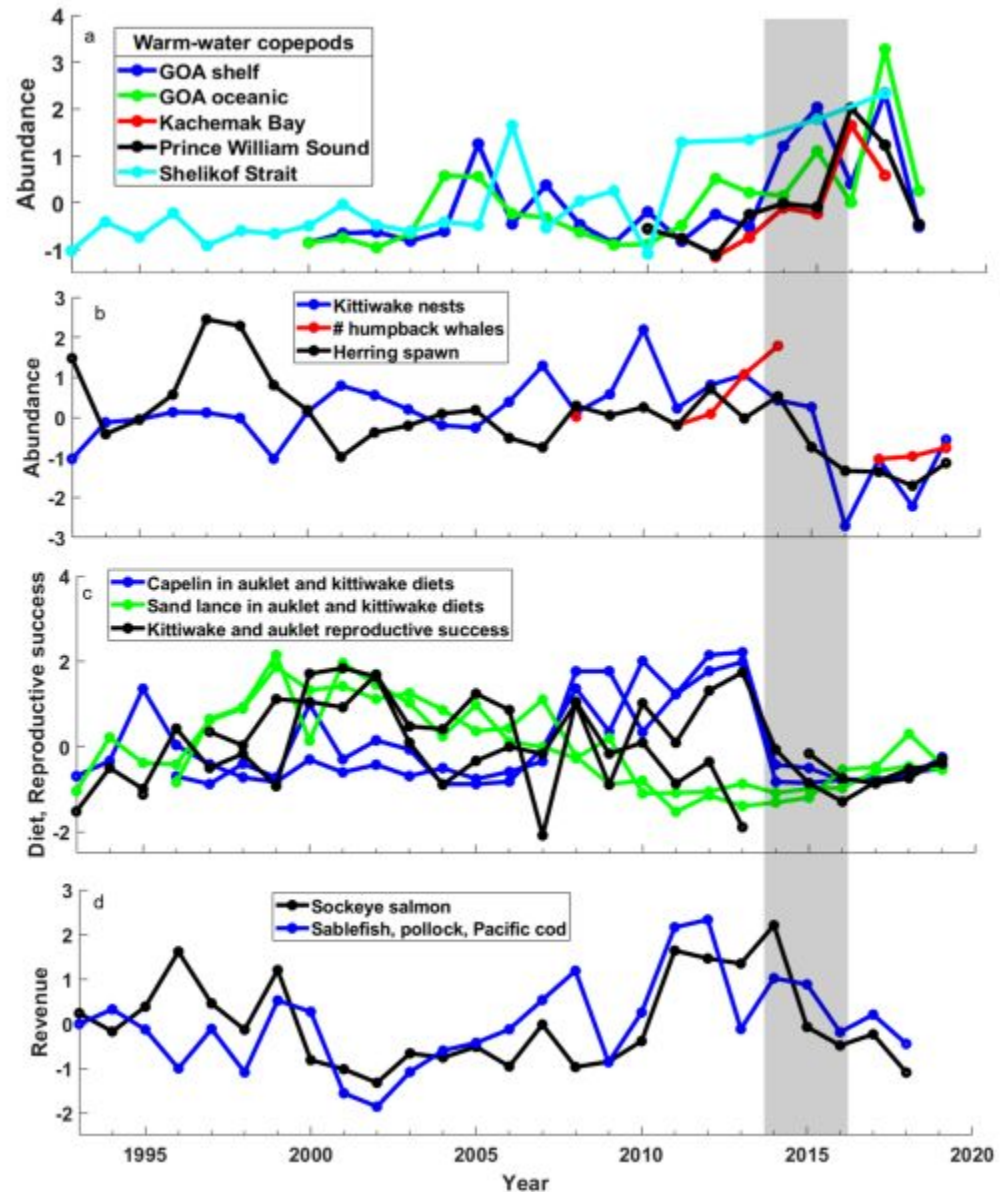 a
Warm-water copepods
GOA shelf
GOA oceanic
Kachemak Bay
Prince William Sound
Shelikof Strait
Abundance
4
3
2
1
0
-1
b
Kittiwake nests
# humpback whales
Herring spawn
Abundance
3
2
1
0
-1
-2
-3
c
Capelin in auklet and kittiwake diets
Sand lance in auklet and kittiwake diets
Kittiwake and auklet reproductive success
Diet, Reproductive success
4
2
0
-2
d
Sockeye salmon
Sablefish, pollock, Pacific cod
Revenue
3
2
1
0
-1
-2
1995 2000 2005 2010 2015 2020
Year